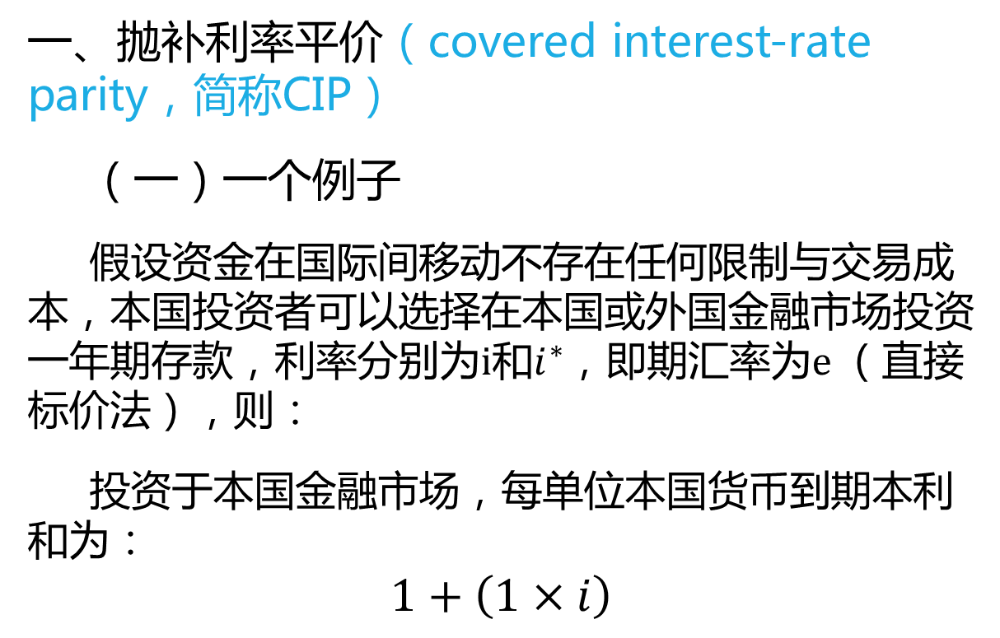 一、抛补利率平价（covered interest-rate
parity，简称CIP）
（一）一个例子
假设资金在国际间移动不存在任何限制与交易成
本，本国投资者可以选择在本国或外国金融市场投资
一年期存款，利率分别为i和i*，即期汇率为e（直接
标价法），则：
投资于本国金融市场，每单位本国货币到期本利
和为：
1 + (1 × i)